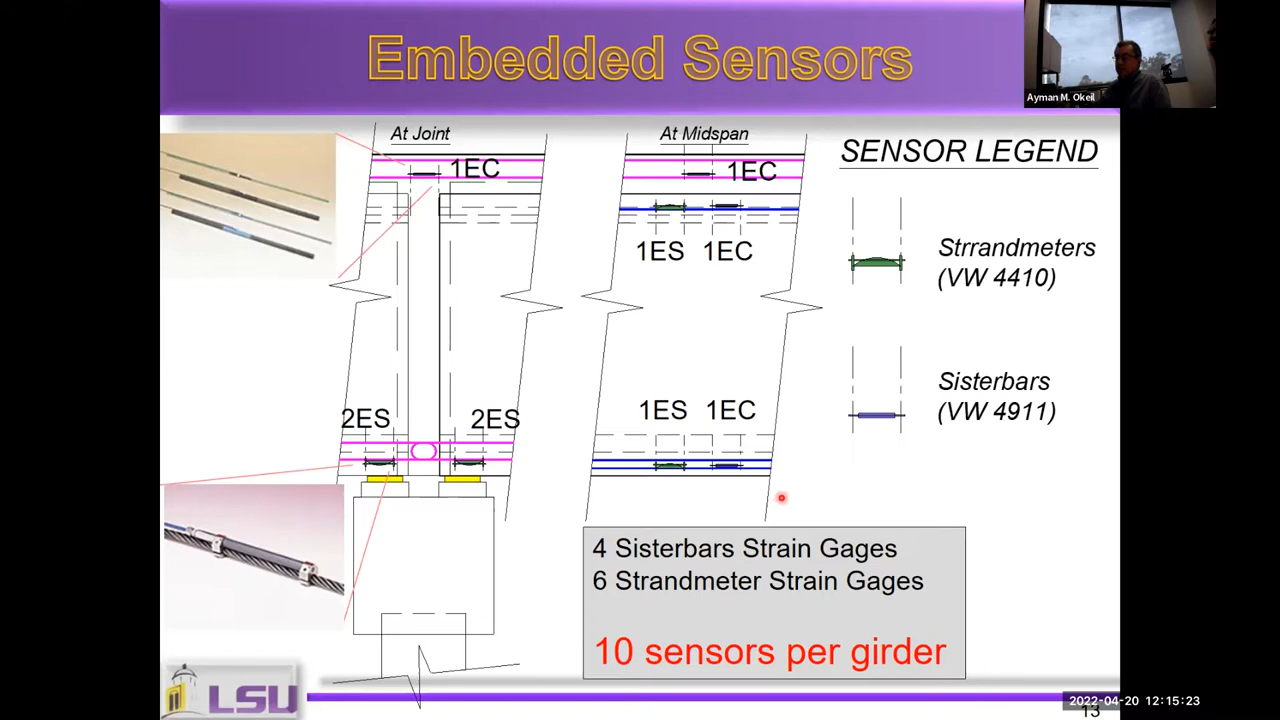 Embedded Sensors
Ayman M. Okeil
At Joint
At Midspan
SENSOR LEGEND
1EC
1EC
1ES
1EC
Strrandmeters
(VW 4410)
Sisterbars
(VW 4911)
2ES
2ES
1ES
1EC
4 Sisterbars Strain Gages
6 Strandmeter Strain Gages
10 sensors per girder
LSU
2022-04-20 12:15:23
13